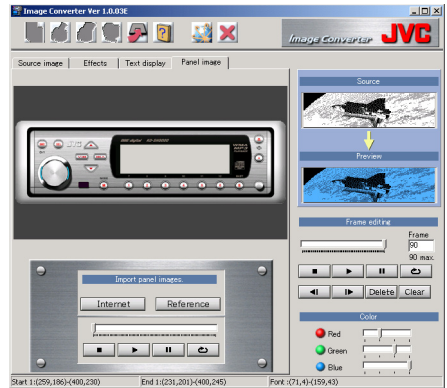 Image Converter Ver 1.0.03E
Image Converter JVC
Source image
Effects
Text display
Panel image
Source
Preview
JVC
Import panel images
Internet
Reference
Frame editing
Frame
90
90 max.
Delete
Clear
Color
Red
Green
Blue
Start 1:(259,186)-(400,230)
End 1:(231,201)-(400,245)
Font :(71,4)-(159,43)